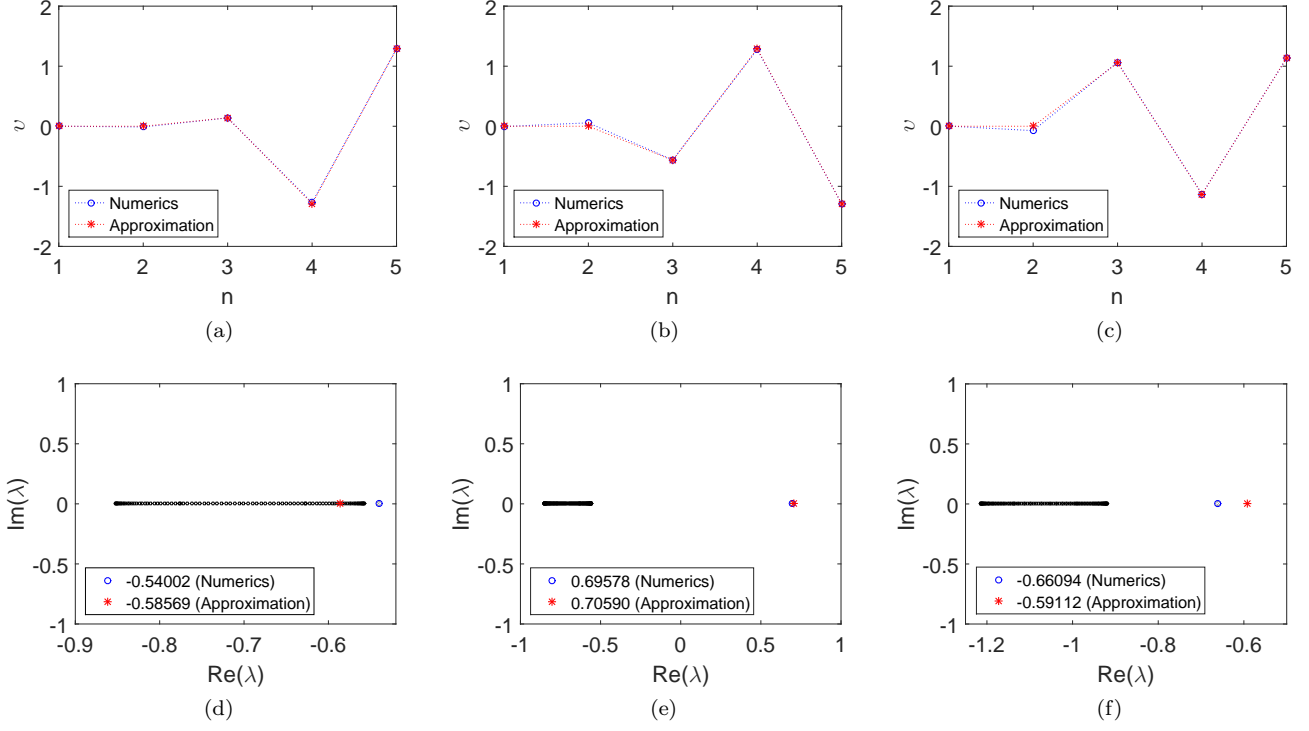 2
1
0
-1
-2
v
Numerics
Approximation
1 2 3 4 5
n
(a)
2
1
0
-1
-2
v
Numerics
Approximation
1 2 3 4 5
n
(b)
2
1
0
-1
-2
v
Numerics
Approximation
1 2 3 4 5
n
(c)
1
0.5
0
-0.5
-1
Im(λ)
-0.54002 (Numerics)
-0.58569 (Approximation)
-0.9 -0.8 -0.7 -0.6
Re(λ)
(d)
1
0.5
0
-0.5
-1
Im(λ)
0.69578 (Numerics)
0.70590 (Approximation)
-1 -0.5 0 0.5 1
Re(λ)
(e)
1
0.5
0
-0.5
-1
Im(λ)
-0.66094 (Numerics)
-0.59112 (Approximation)
-1.2 -1 -0.8 -0.6
Re(λ)
(f)